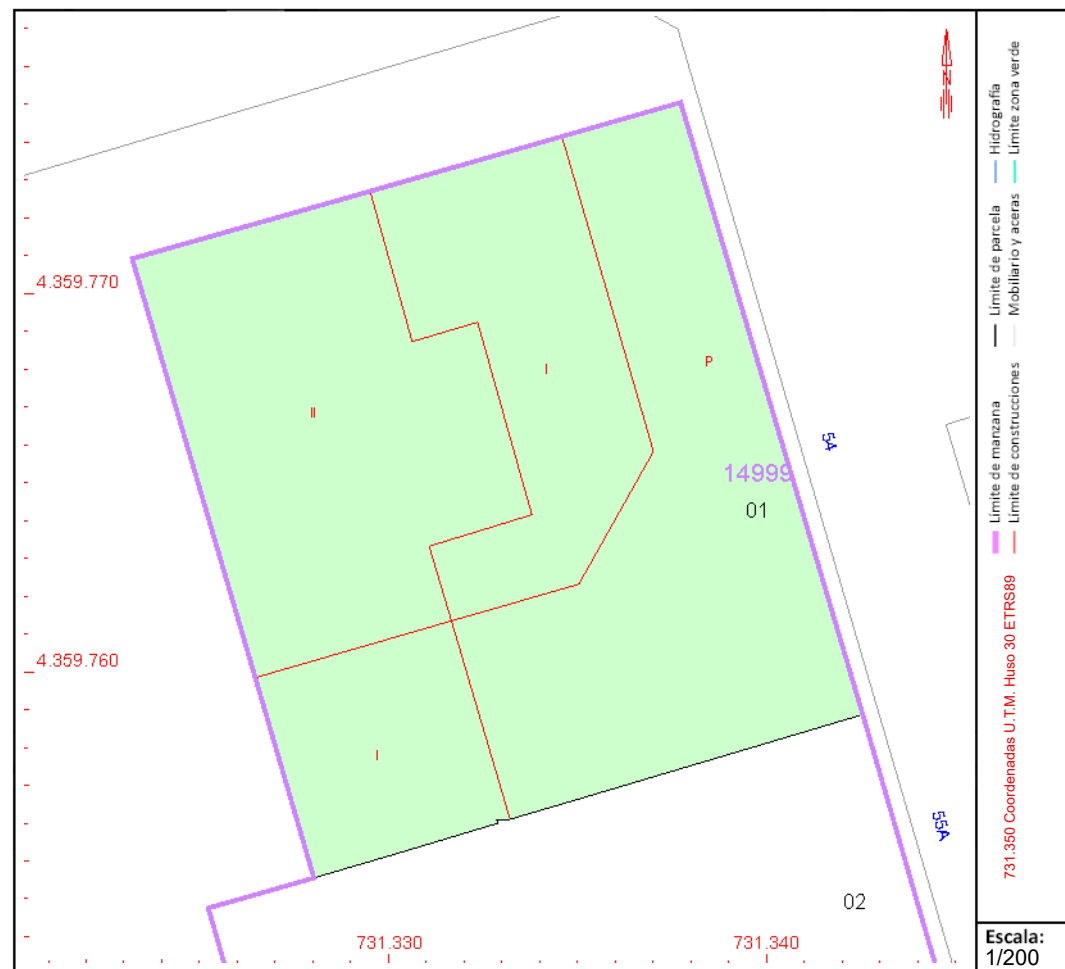 N
4.359.770
II
I
P
5A
14999
01
4.359.760
I
55A
02
731.330
731.340
Límite de manzana
Límite de construcciones
Límite de parcela
Mobiliario y aceras
Hidrografía
Límite zona verde
731.350 Coordenadas U.T.M. Huso 30 ETRS89
Escala:
1/200